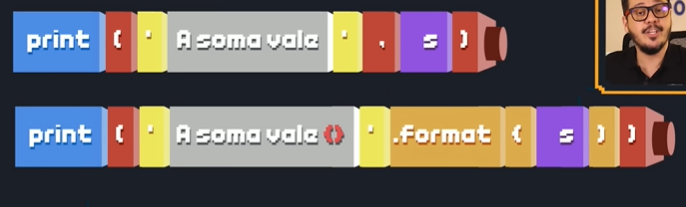 print ( ' A soma vale ' , s )
print ( ' A soma vale {} ' .format ( s ) )